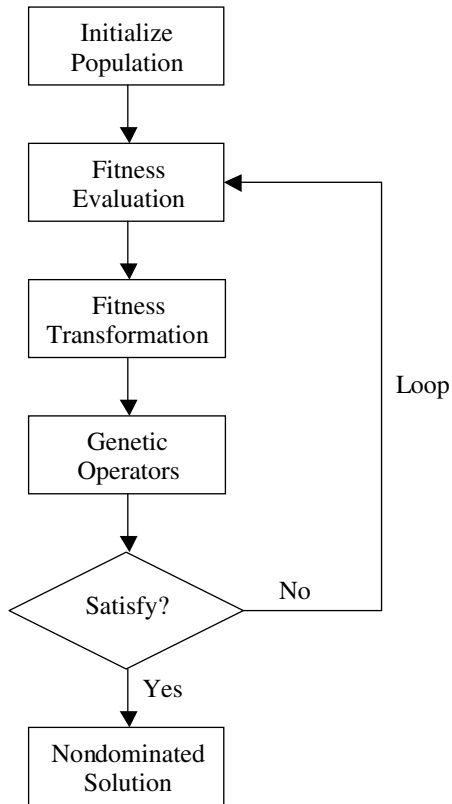 Initialize
Population
Fitness
Evaluation
Fitness
Transformation
Loop
Genetic
Operators
Satisfy?
No
Yes
Nondominated
Solution